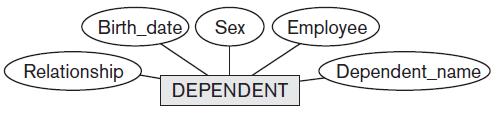 Birth_date Sex Employee
Relationship Dependent_name
DEPENDENT